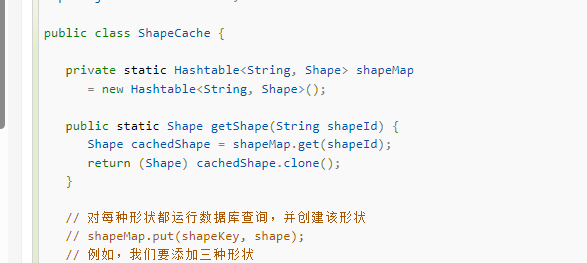 public class ShapeCache {
private static Hashtable<String, Shape> shapeMap
= new Hashtable<String, Shape>();
public static Shape getShape(String shapeId) {
Shape cachedShape = shapeMap.get(shapeId);
return (Shape) cachedShape.clone();
}
// 对每种形状都运行数据库查询，并创建该形状
// shapeMap.put(shapeKey, shape);
// 例如，我们要添加三种形状